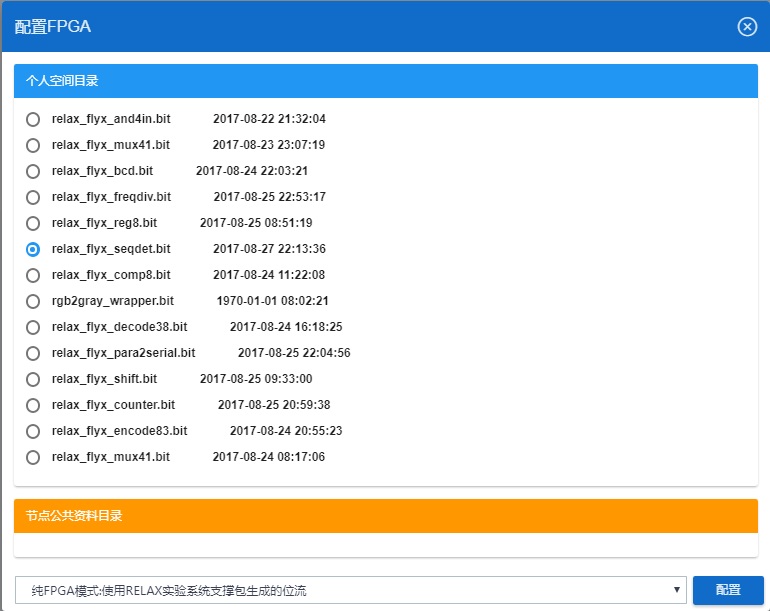 配置FPGA
个人空间目录
relax_flyx_and4in.bit 2017-08-22 21:32:04
relax_flyx_mux41.bit 2017-08-23 23:07:19
relax_flyx_bcd.bit 2017-08-24 22:03:21
relax_flyx_freqdiv.bit 2017-08-25 22:53:17
relax_flyx_reg8.bit 2017-08-25 08:51:19
relax_flyx_seqdet.bit 2017-08-27 22:13:36
relax_flyx_comp8.bit 2017-08-24 11:22:08
rgb2gray_wrapper.bit 1970-01-01 08:02:21
relax_flyx_decode38.bit 2017-08-24 16:18:25
relax_flyx_para2serial.bit 2017-08-25 22:04:56
relax_flyx_shift.bit 2017-08-25 09:33:00
relax_flyx_counter.bit 2017-08-25 20:59:38
relax_flyx_encode83.bit 2017-08-24 20:55:23
relax_flyx_mux41.bit 2017-08-24 08:17:06
节点公共资料目录
纯FPGA模式:使用RELAX实验系统支撑包生成的位流
配置